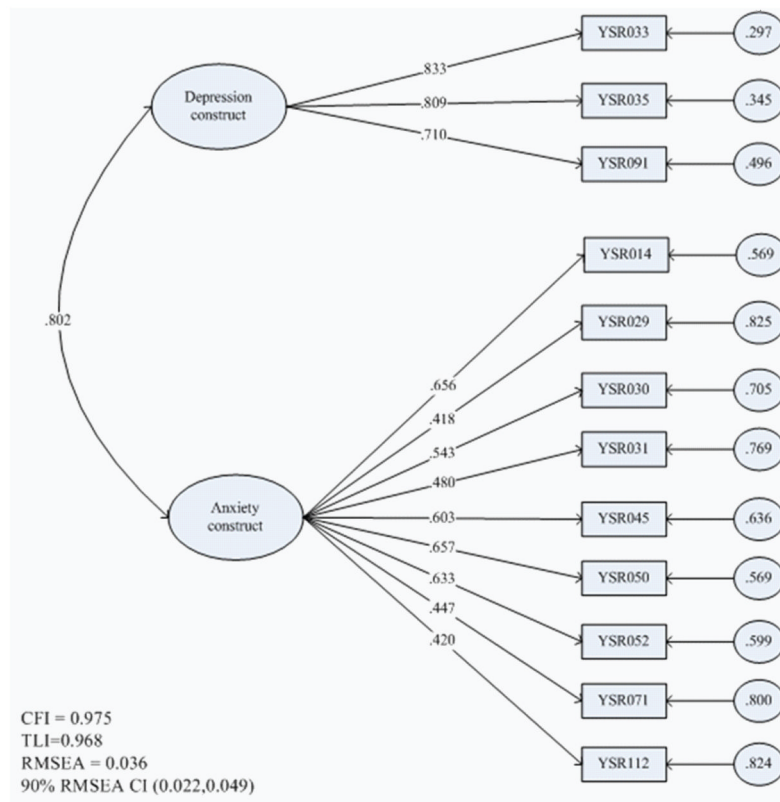 YSR033
.297
.833
Depression
construct
.809
YSR035
.345
.710
YSR091
.496
YSR014
.569
.802
YSR029
.825
.656
YSR030
.705
.418
.543
YSR031
.769
.480
Anxiety
construct
.603
YSR045
.636
.657
YSR050
.569
.633
.447
YSR052
.599
.420
YSR071
.800
YSR112
.824
CFI = 0.975
TLI=0.968
RMSEA = 0.036
90% RMSEA CI (0.022,0.049)